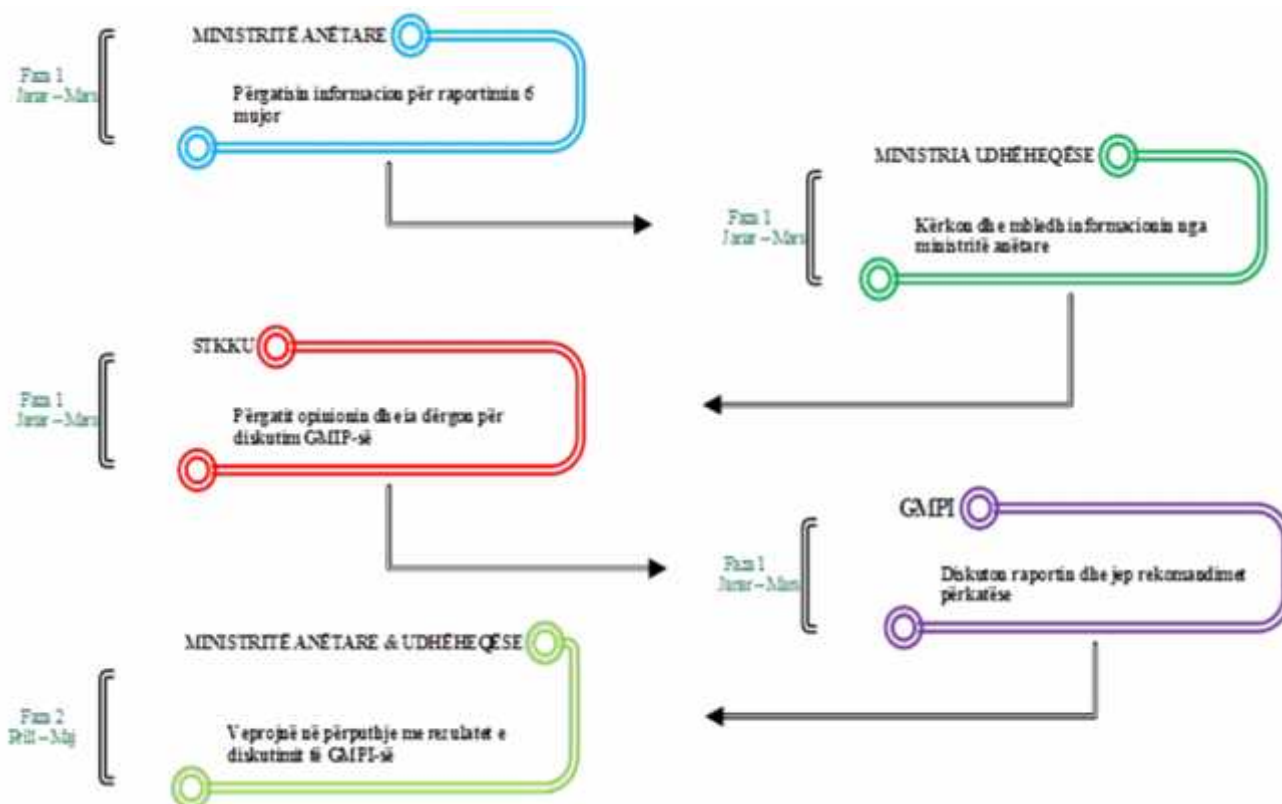 MINISTRITË ANËTARE
Faza 1
Janar – Mars
Përgatisin informacion për raportimin 6
mujor
MINISTRIA UDHËHEQËSE
Faza 1
Janar – Mars
Kërkon dhe mbledh informacionin nga
ministritë anëtare
STKKU
Faza 1
Janar – Mars
Përgatit opinionin dhe ia dërgon për
diskutim GMIP-së
GMPI
Faza 1
Janar – Mars
Diskuton raportin dhe jep rekomandimet
përkatëse
MINISTRITË ANËTARE & UDHËHEQËSE
Faza 2
Prill – Maj
Veprojnë në përputhje me rezulatet e
diskutimit të GMPI-së